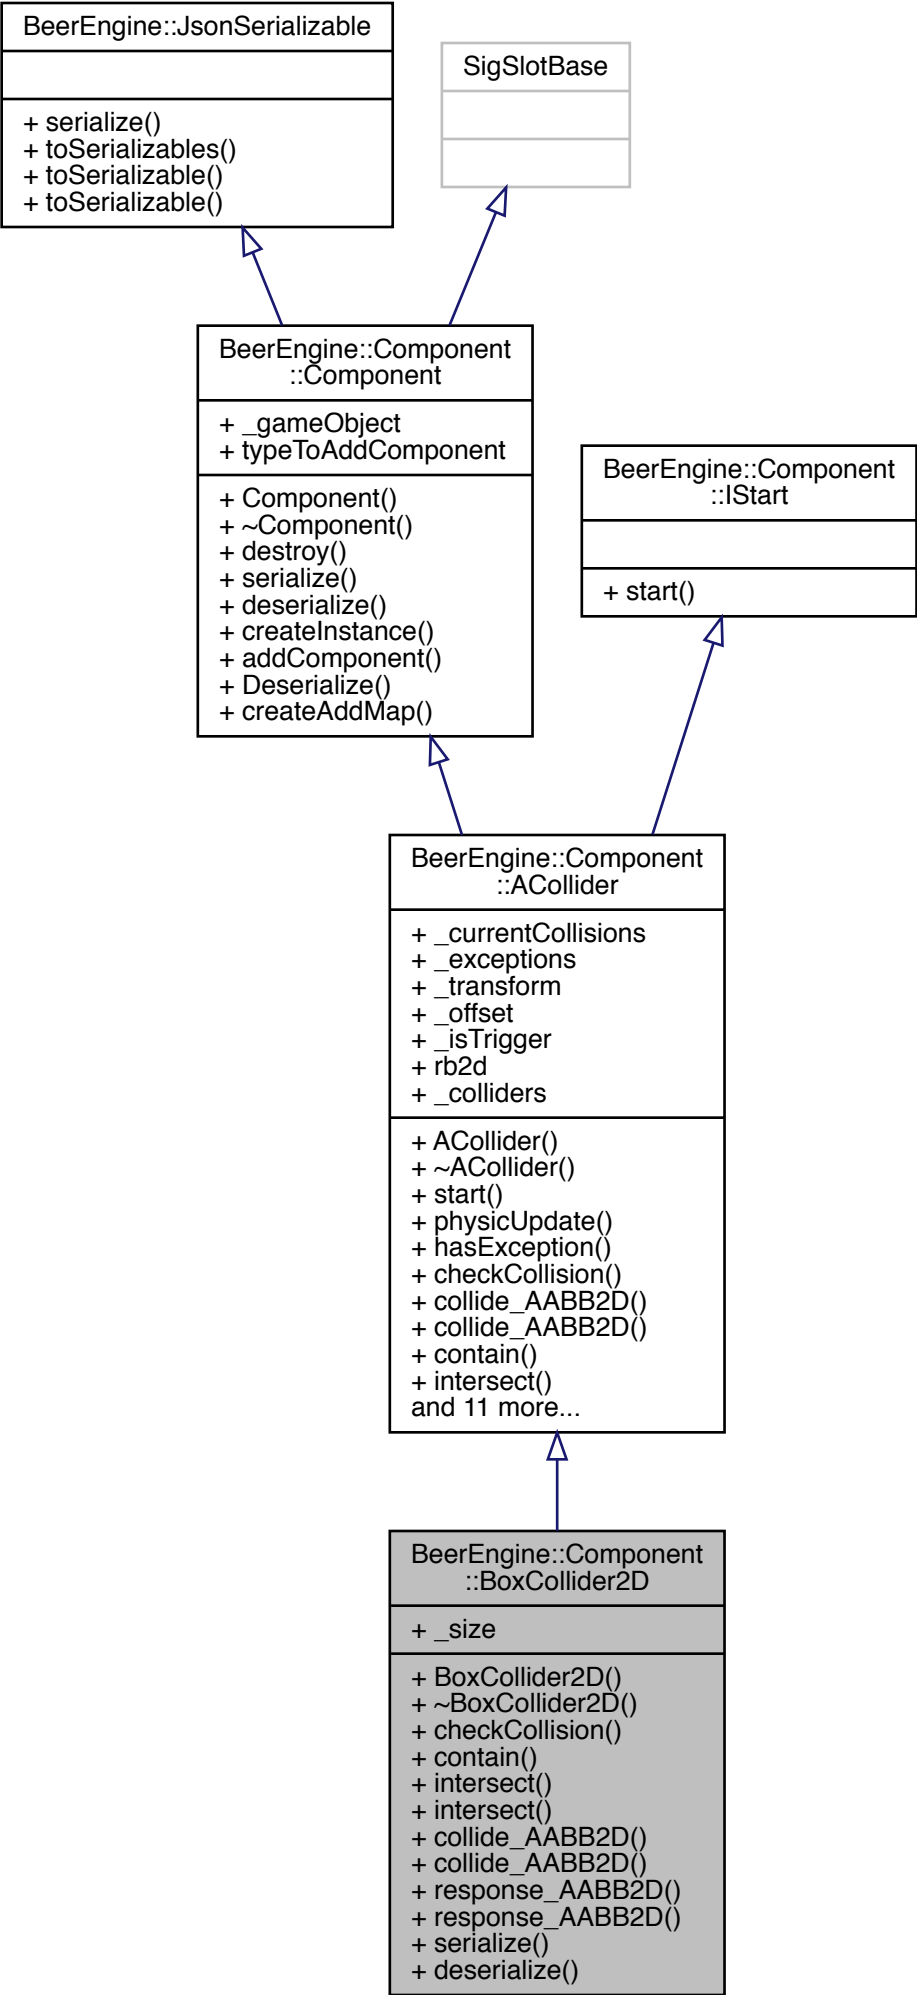 BeerEngine::JsonSerializable
+ serialize()
+ toSerializables()
+ toSerializable()
+ toSerializable()
SigSlotBase
BeerEngine::Component
::Component
+ _gameObject
+ typeToAddComponent
+ Component()
+ ~Component()
+ destroy()
+ serialize()
+ deserialize()
+ createInstance()
+ addComponent()
+ Deserialize()
+ createAddMap()
BeerEngine::Component
::IStart
+ start()
BeerEngine::Component
::ACollider
+ _currentCollisions
+ _exceptions
+ _transform
+ _offset
+ _isTrigger
+ rb2d
+ _colliders
+ ACollider()
+ ~ACollider()
+ start()
+ physicUpdate()
+ hasException()
+ checkCollision()
+ collide_AABB2D()
+ collide_AABB2D()
+ contain()
+ intersect()
and 11 more...
BeerEngine::Component
::BoxCollider2D
+ _size
+ BoxCollider2D()
+ ~BoxCollider2D()
+ checkCollision()
+ contain()
+ intersect()
+ intersect()
+ collide_AABB2D()
+ collide_AABB2D()
+ response_AABB2D()
+ response_AABB2D()
+ serialize()
+ deserialize()